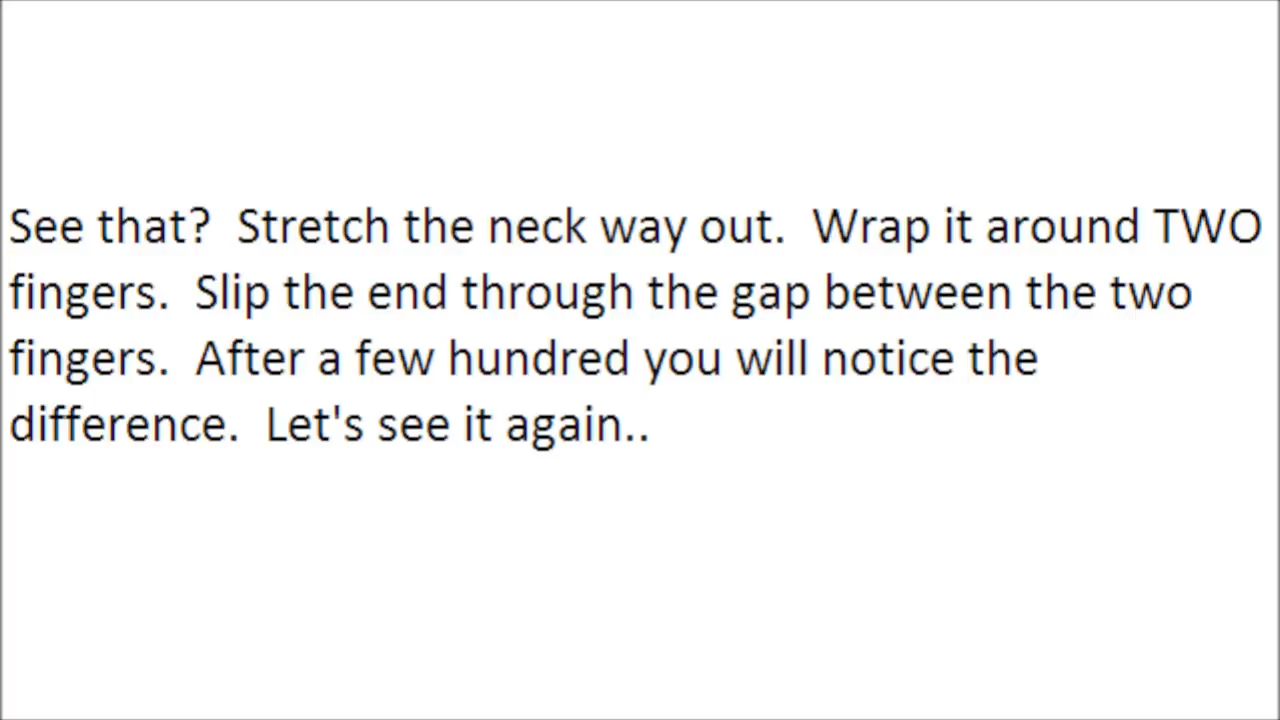 See that?  Stretch the neck way out.  Wrap it around TWO
fingers.  Slip the end through the gap between the two
fingers.  After a few hundred you will notice the
difference.  Let's see it again..